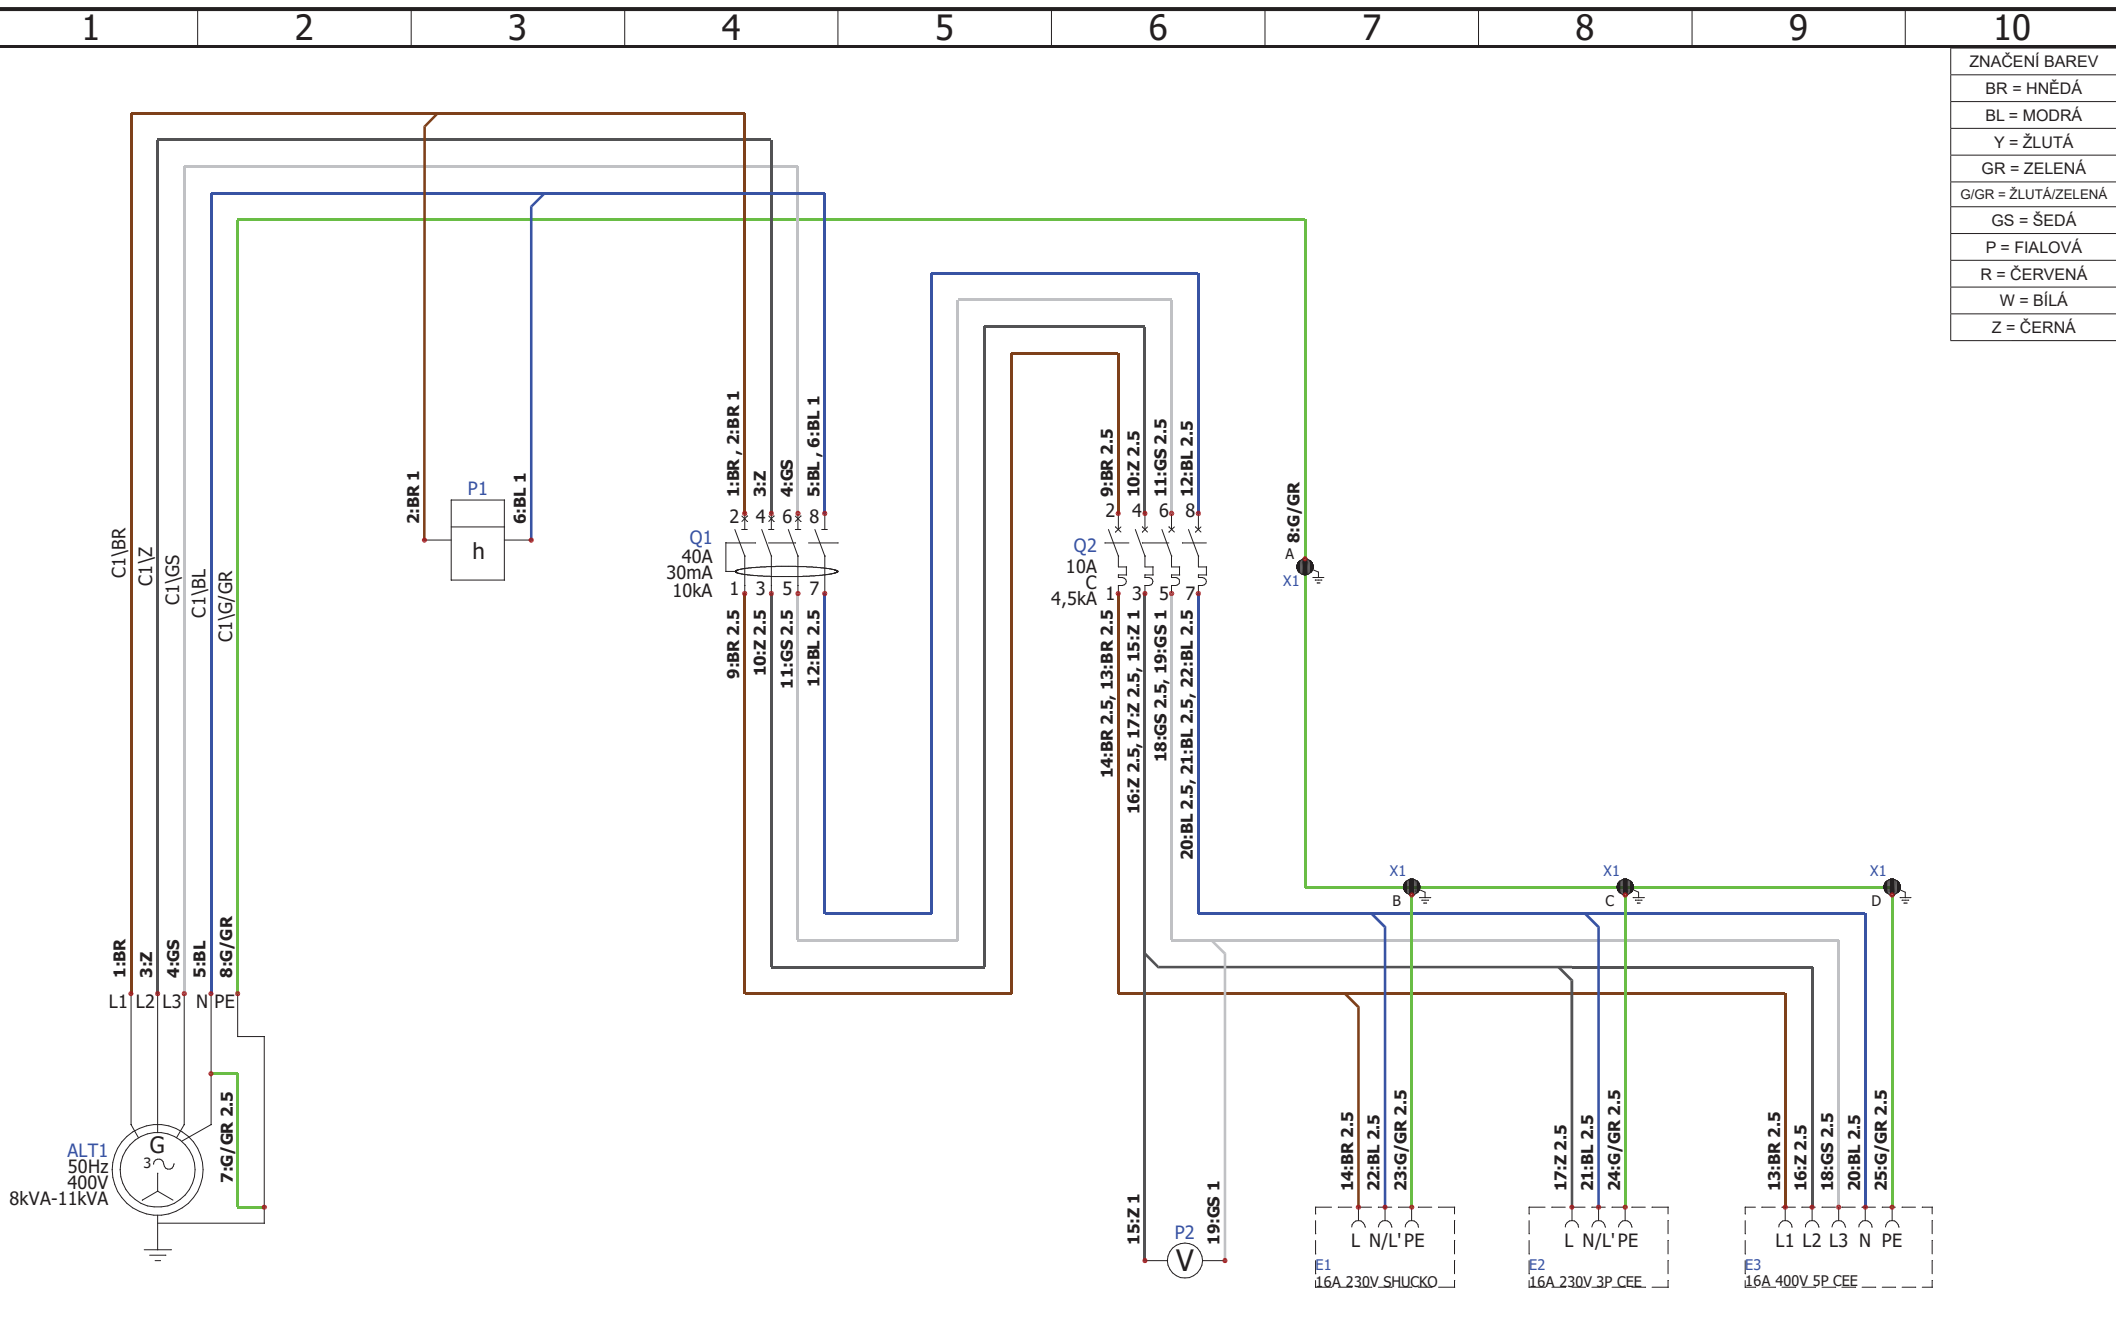 1 2 3 4 5 6 7 8 9 10
ZNAČENÍ BAREV
BR = HNĚDÁ
BL = MODRÁ
Y = ŽLUTÁ
GR = ZELENÁ
G/GR = ŽLUTÁ/ZELENÁ
GS = ŠEDÁ
P = FIALOVÁ
R = ČERVENÁ
W = BÍLÁ
Z = ČERNÁ
C1\BR
C1\Z
C1\GS
C1\BL
C1\G/GR
1:BR
3:Z
4:GS
5:BL
8:G/GR
L1 L2 L3 N PE
G
3
ALT1
50Hz
400V
8kVA-11kVA
7:G/GR 2.5
2:BR 1
P1
h
6:BL 1
1:BR , 2:BR 1
3:Z
4:GS
5:BL , 6:BL 1
2 4 6 8
Q1
40A
30mA
10kA
1 3 5 7
9:BR 2.5
10:Z 2.5
11:GS 2.5
12:BL 2.5
9:BR 2.5
10:Z 2.5
11:GS 2.5
12:BL 2.5
2 4 6 8
Q2
10A
C
4,5kA
1 3 5 7
14:BR 2.5, 13:BR 2.5
16:Z 2.5, 17:Z 2.5, 15:Z 1
18:GS 2.5, 19:GS 1
20:BL 2.5, 21:BL 2.5, 22:BL 2.5
8:G/GR
A
X1
X1
B
X1
C
X1
D
15:Z 1
P2
V
19:GS 1
14:BR 2.5
22:BL 2.5
23:G/GR 2.5
L N/L' PE
E1
16A 230V SHUCKO
17:Z 2.5
21:BL 2.5
24:G/GR 2.5
L N/L' PE
E2
16A 230V 3P CEE
13:BR 2.5
16:Z 2.5
18:GS 2.5
20:BL 2.5
25:G/GR 2.5
L1 L2 L3 N PE
E3
16A 400V 5P CEE